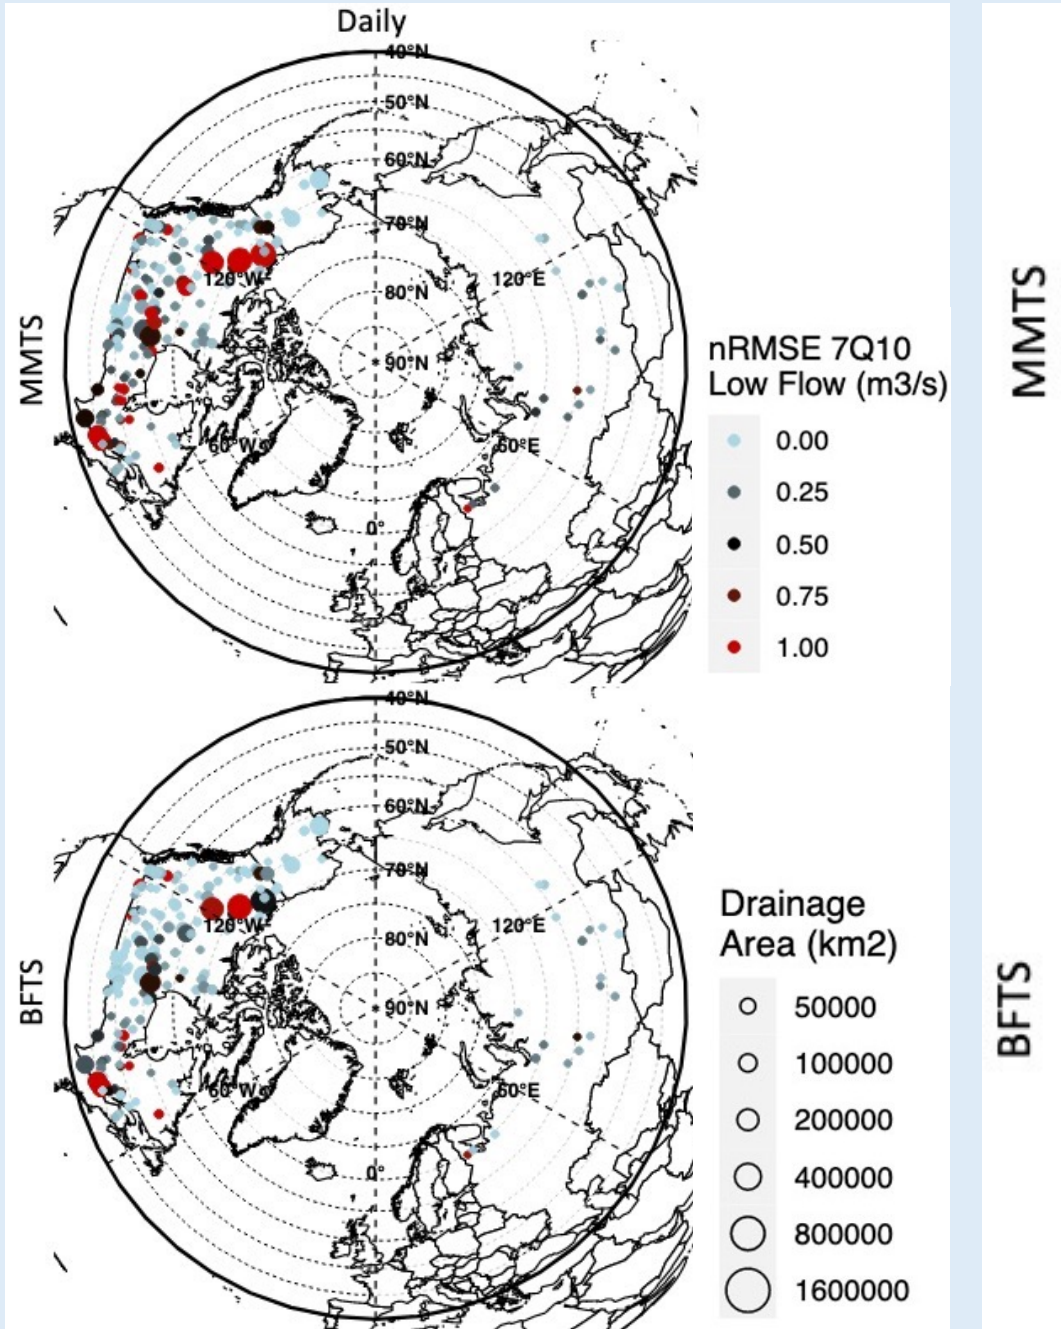 Daily
40°N
50°N
60°N
70°N
120°W
120°E
80°N
90°N
60°W
60°E
0°
MMTS
nRMSE 7Q10
Low Flow (m3/s)
0.00
0.25
0.50
0.75
1.00
MMTS
40°N
50°N
60°N
70°N
120°W
120°E
80°N
90°N
60°W
60°E
0°
BFTS
Drainage
Area (km2)
50000
100000
200000
400000
800000
1600000
BFTS